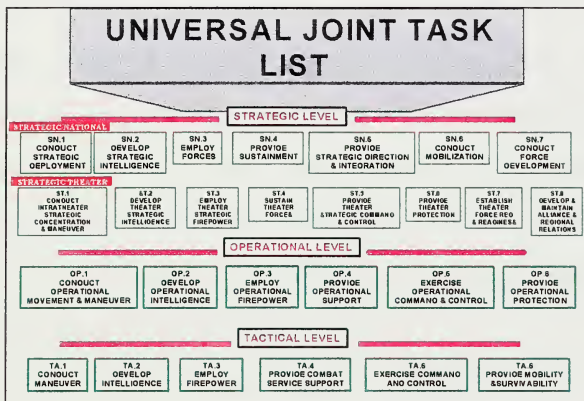 UNIVERSAL JOINT TASK
LIST
STRATEGIC LEVEL
STRATEGIC NATIONAL
SN.1
CONDUCT
STRATEGIC
DEPLOYMENT
SN.2
DEVELOP
STRATEGIC
INTELLIGENCE
SN.3
EMPLOY
FORCES
SN.4
PROVIDE
SUSTAINMENT
SN.5
PROVIDE
STRATEGIC DIRECTION
& INTEGRATION
SN.6
CONDUCT
MOBILIZATION
SN.7
CONDUCT
FORCE
DEVELOPMENT
STRATEGIC THEATER
ST.1
CONDUCT
INTRATHEATER
STRATEGIC
CONCENTRATION
& MANEUVER
ST.2
DEVELOP
THEATER
STRATEGIC
INTELLIGENCE
ST.3
EMPLOY
THEATER
STRATEGIC
FIREPOWER
ST.4
SUSTAIN
THEATER
FORCES
ST.5
PROVIDE
THEATER
STRATEGIC COMMAND
& CONTROL
ST.6
PROVIDE
THEATER
PROTECTION
ST.7
ESTABLISH
THEATER
FORCE REQ
& READINESS
ST.8
DEVELOP &
MAINTAIN
ALLIANCE &
REGIONAL
RELATIONS
OPERATIONAL LEVEL
OP.1
CONDUCT
OPERATIONAL
MOVEMENT & MANEUVER
OP.2
DEVELOP
OPERATIONAL
INTELLIGENCE
OP.3
EMPLOY
OPERATIONAL
FIREPOWER
OP.4
PROVIDE
OPERATIONAL
SUPPORT
OP.5
EXERCISE
OPERATIONAL
COMMAND & CONTROL
OP 6
PROVIDE
OPERATIONAL
PROTECTION
TACTICAL LEVEL
TA.1
CONDUCT
MANEUVER
TA.2
DEVELOP
INTELLIGENCE
TA.3
EMPLOY
FIREPOWER
TA.4
PROVIDE COMBAT
SERVICE SUPPORT
TA.5
EXERCISE COMMAND
AND CONTROL
TA.6
PROVIDE MOBILITY
&SURVIVABILITY